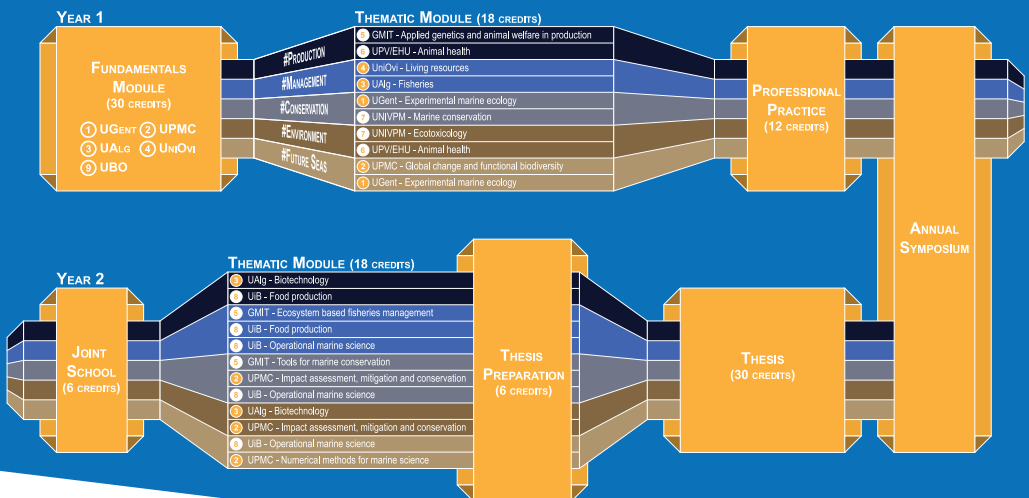 YEAR 1
FUNDAMENTALS
MODULE
(30 CREDITS)
1 UGENT 2 UPMC
3 UALG 4 UNIOVI
9 UBO
#PRODUCTION
#MANAGEMENT
#CONSERVATION
#ENVIRONMENT
#FUTURE SEAS
THEMATIC MODULE (18 CREDITS)
5 GMIT - Applied genetics and animal welfare in production
6 UPV/EHU - Animal health
4 UniOvi - Living resources
3 UAlg - Fisheries
1 UGent - Experimental marine ecology
7 UNIVPM - Marine conservation
7 UNIVPM - Ecotoxicology
6 UPV/EHU - Animal health
2 UPMC - Global change and functional biodiversity
1 UGent - Experimental marine ecology
PROFESSIONAL
PRACTICE
(12 CREDITS)
ANNUAL
SYMPOSIUM
YEAR 2
JOINT
SCHOOL
(6 CREDITS)
THEMATIC MODULE (18 CREDITS)
3 UAlg - Biotechnology
8 UiB - Food production
5 GMIT - Ecosystem based fisheries management
8 UiB - Food production
8 UiB - Operational marine science
5 GMIT - Tools for marine conservation
2 UPMC - Impact assessment, mitigation and conservation
8 UiB - Operational marine science
3 UAlg - Biotechnology
2 UPMC - Impact assessment, mitigation and conservation
8 UiB - Operational marine science
2 UPMC - Numerical methods for marine science
THESIS
PREPARATION
(6 CREDITS)
THESIS
(30 CREDITS)